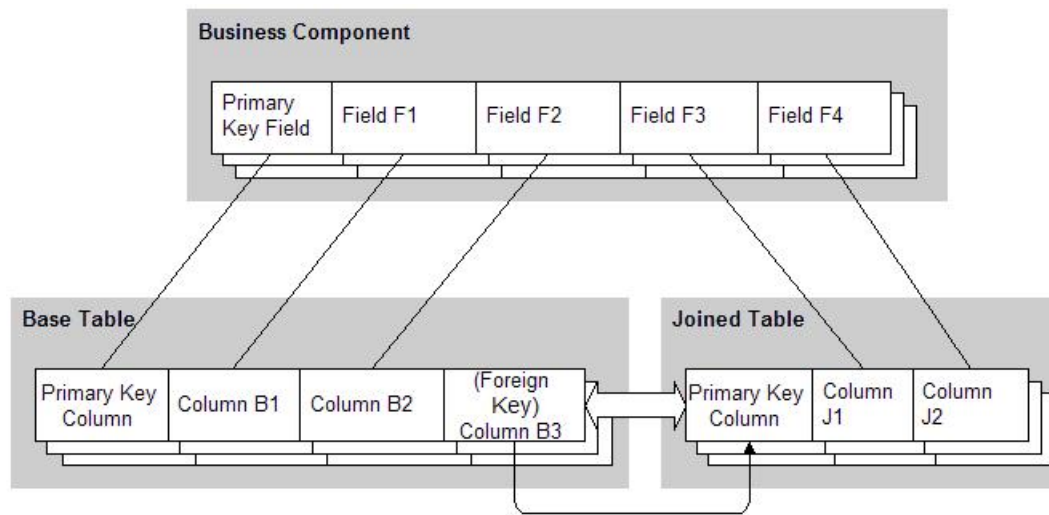 Business Component
Primary
Key Field
Field F1
Field F2
Field F3
Field F4
Base Table
Primary Key
Column
Column B1
Column B2
(Foreign
Key)
Column B3
Joined Table
Primary Key
Column
Column
J1
Column
J2